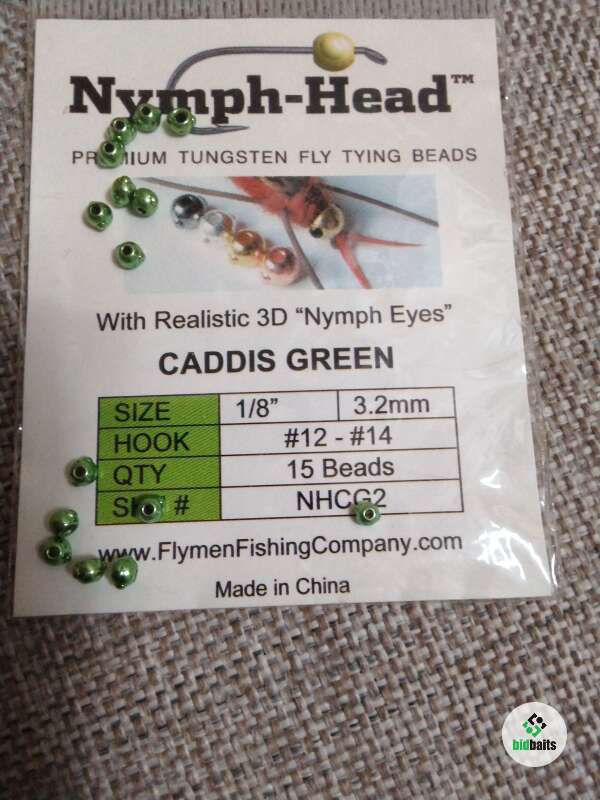 Nymph-Head™
PREMIUM TUNGSTEN FLY TYING BEADS
With Realistic 3D “Nymph Eyes”
CADDIS GREEN
SIZE 1/8” 3.2mm
HOOK #12 - #14
QTY 15 Beads
SKU # NHCG2
www.FlymenFishingCompany.com
Made in China
bidbaits